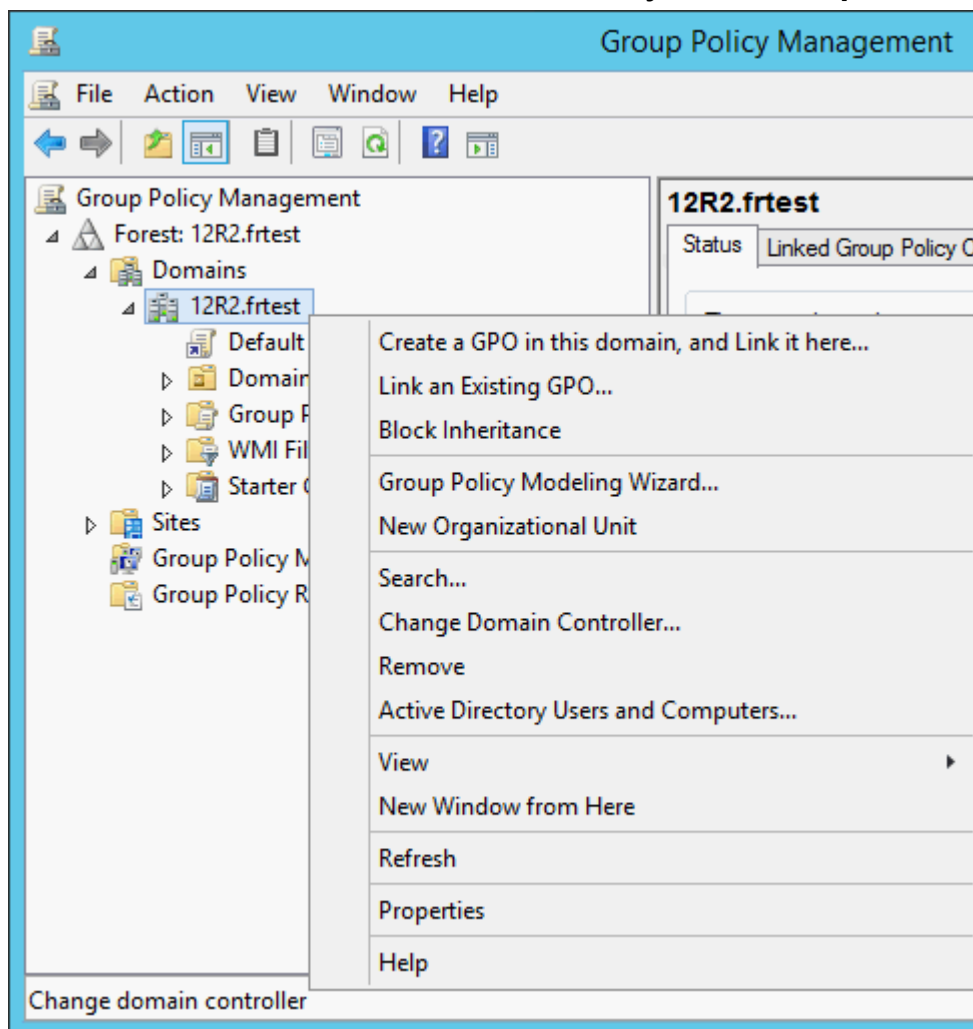 Group Policy Management
File Action View Window Help
Group Policy Management
Forest: 12R2.frtest
Domains
12R2.frtest
Default
Domain
Group P
WMI Fil
Starter
Sites
Group Policy M
Group Policy R
12R2.frtest
Status Linked Group Policy
Create a GPO in this domain, and Link it here...
Link an Existing GPO...
Block Inheritance
Group Policy Modeling Wizard...
New Organizational Unit
Search...
Change Domain Controller...
Remove
Active Directory Users and Computers...
View
New Window from Here
Refresh
Properties
Help
Change domain controller